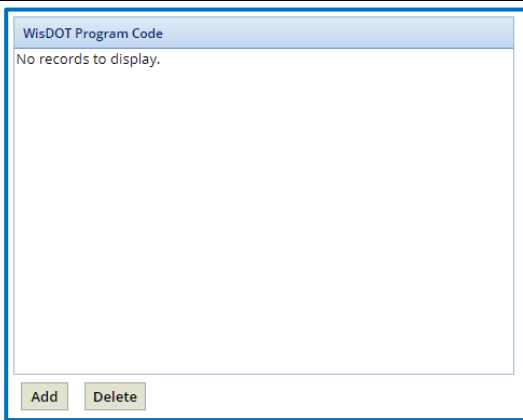 WisDOT Program Code
No records to display.
Add Delete